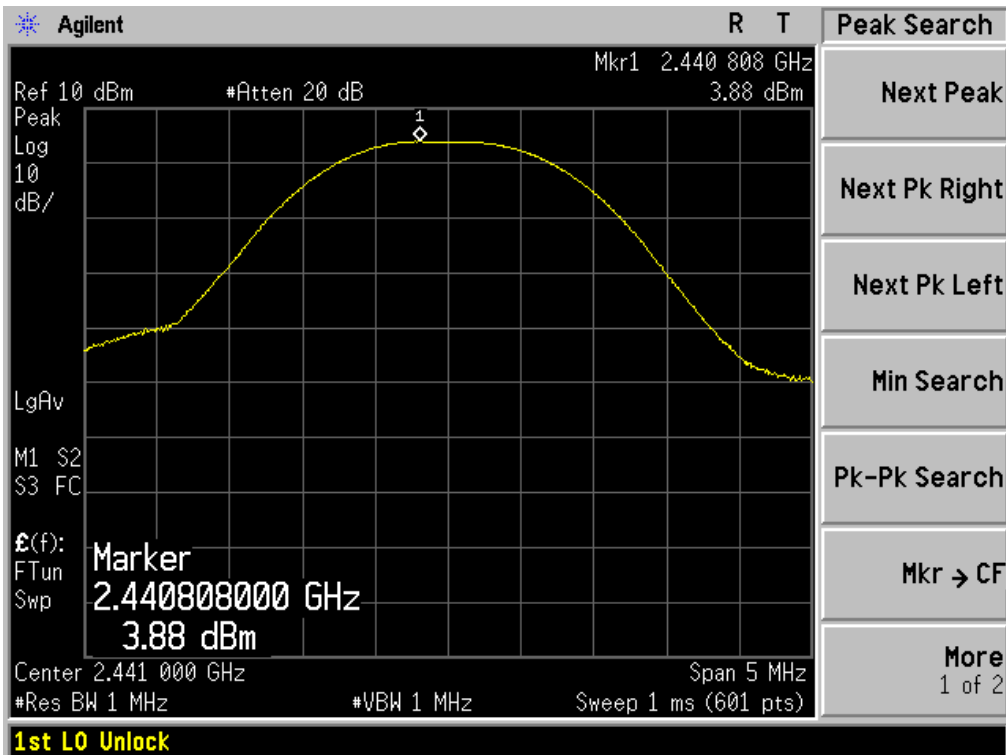 Agilent R T
Peak Search
Mkr1 2.440 808 GHz
Ref 10 dBm #Atten 20 dB 3.88 dBm
Peak
Log
10
dB/
1
LgAv
M1 S2
S3 FC
£(f):
FTun
Swp
Marker
2.440808000 GHz
3.88 dBm
Center 2.441 000 GHz Span 5 MHz
#Res BW 1 MHz #VBW 1 MHz Sweep 1 ms (601 pts)
1st LO Unlock
Next Peak
Next Pk Right
Next Pk Left
Min Search
Pk-Pk Search
Mkr → CF
More
1 of 2